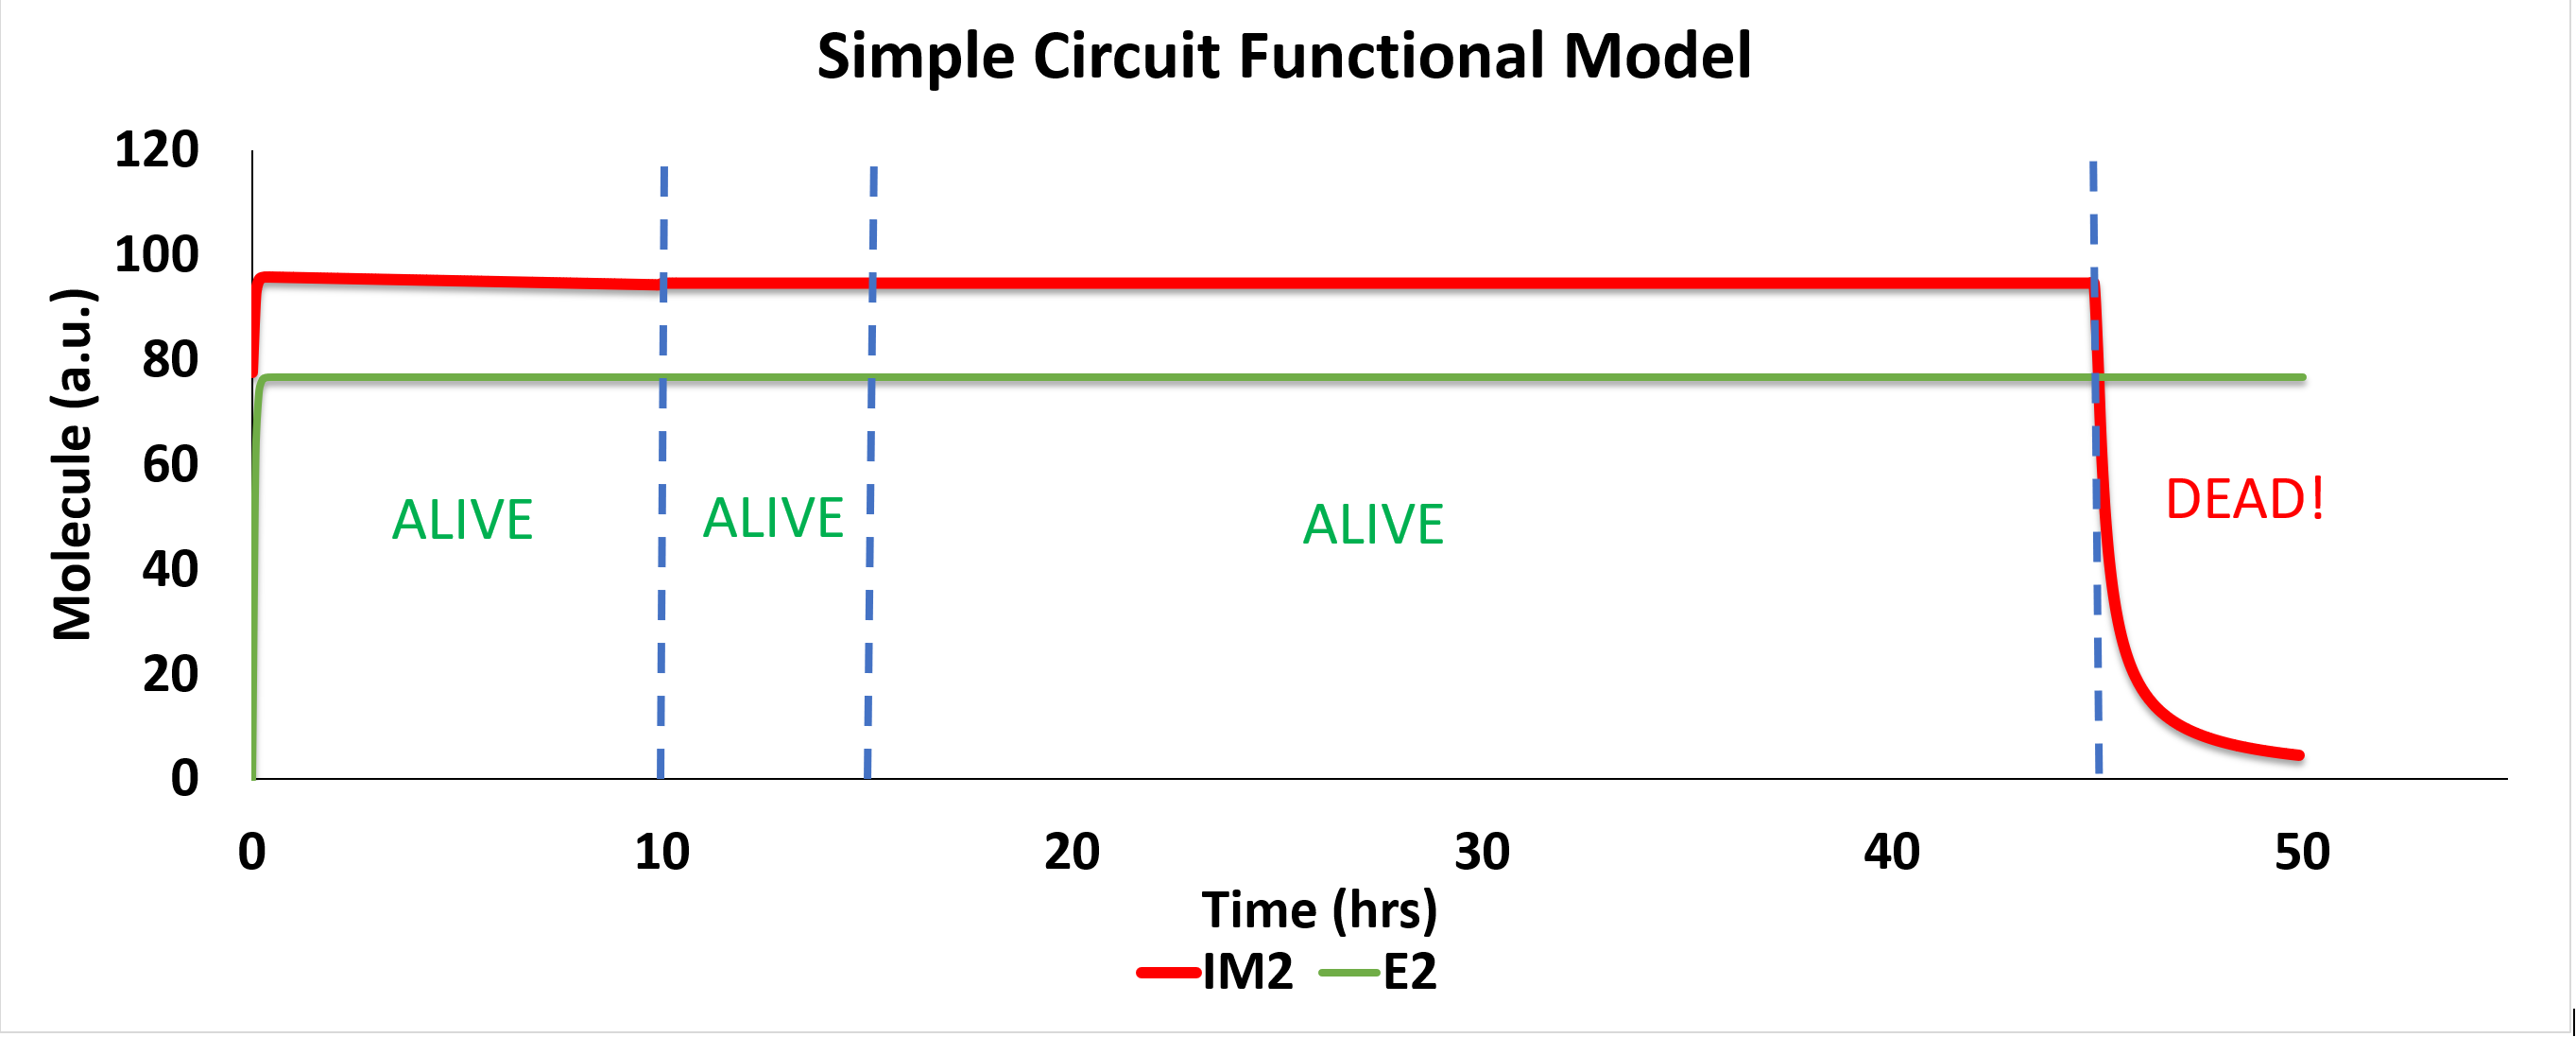 Simple Circuit Functional Model
120
100
80
60
40
20
0
Molecule (a.u.)
ALIVE
ALIVE
ALIVE
DEAD!
0 10 20 30 40 50
Time (hrs)
IM2 E2